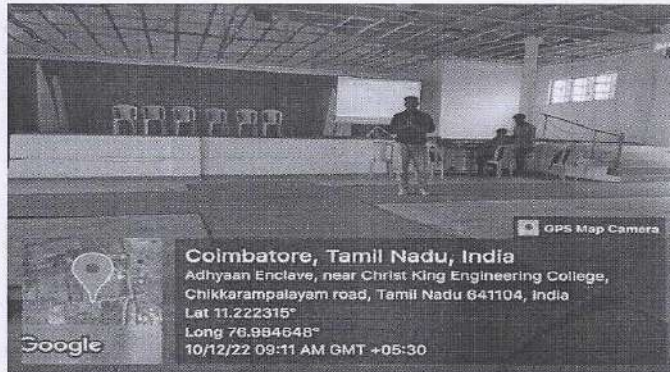 GPS Map Camera
Coimbatore, Tamil Nadu, India
Adhyaan Enclave, near Christ King Engineering College,
Chikkarampalayam road, Tamil Nadu 641104, India
Lat 11.222315°
Long 76.984648°
10/12/22 09:11 AM GMT +05:30
Google